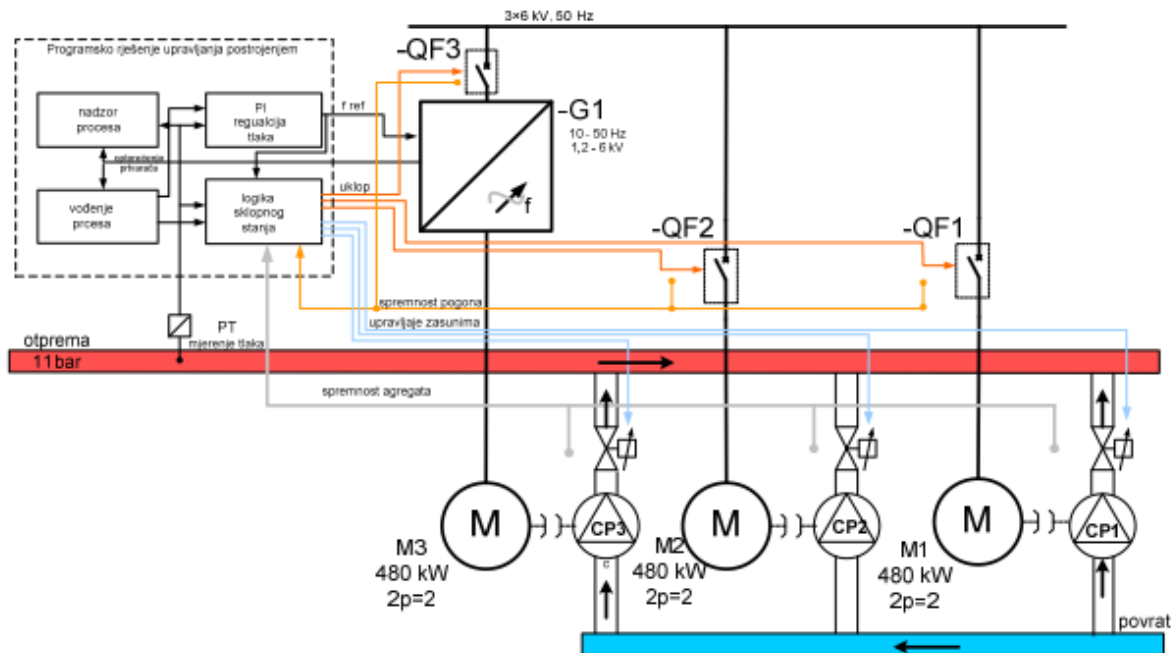 3×6 kV, 50 Hz
Programsko rješenje upravljanja postrojenjem
-QF3
nadzor
procesa
PI
regualcija
tlaka
f ref
-G1
10 - 50 Hz
1,2 - 6 kV
opterećenje
pretvarača
vođenje
prcesa
logika
sklopnog
stanja
uklop
f
-QF2
-QF1
spremnost pogona
upravljaje zasunima
PT
mjerenje tlaka
otprema
11bar
spremnost agregata
M
CP3
M
CP2
M
CP1
c
M3
480 kW
2p=2
M2
480 kW
2p=2
M1
480 kW
2p=2
povrat